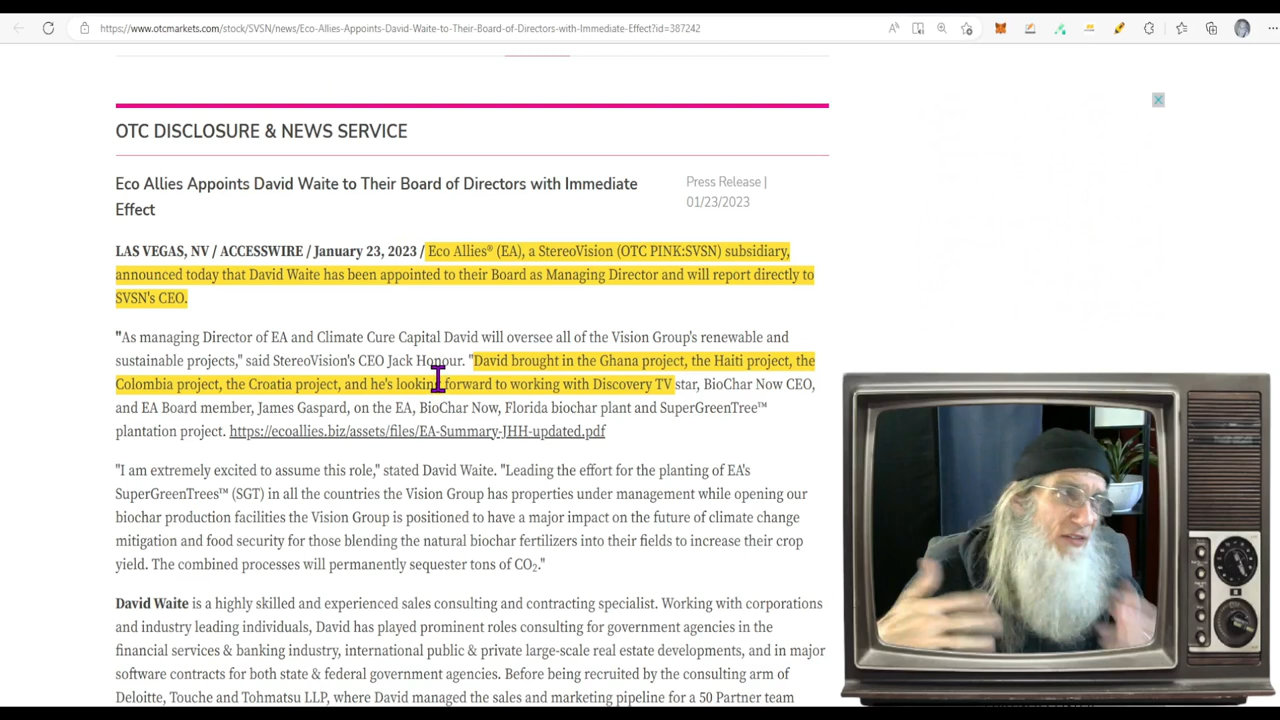 https://www.otcmarkets.com/stock/SVSN/news/Eco-Allies-Appoints-David-Waite-to-Their-Board-of-Directors-with-Immediate-Effect?id=387242
OTC DISCLOSURE & NEWS SERVICE
Eco Allies Appoints David Waite to Their Board of Directors with Immediate
Effect
Press Release |
01/23/2023
LAS VEGAS, NV / ACCESSWIRE / January 23, 2023 / Eco Allies® (EA), a StereoVision (OTC PINK:SVSN) subsidiary,
announced today that David Waite has been appointed to their Board as Managing Director and will report directly to
SVSN's CEO.
"As managing Director of EA and Climate Cure Capital David will oversee all of the Vision Group's renewable and
sustainable projects," said StereoVision's CEO Jack Honour. "David brought in the Ghana project, the Haiti project, the
Colombia project, the Croatia project, and he's looking forward to working with Discovery TV star, BioChar Now CEO,
and EA Board member, James Gaspard, on the EA, BioChar Now, Florida biochar plant and SuperGreenTree™
plantation project. https://ecoallies.biz/assets/files/EA-Summary-JHH-updated.pdf
"I am extremely excited to assume this role," stated David Waite. "Leading the effort for the planting of EA's
SuperGreenTrees™ (SGT) in all the countries the Vision Group has properties under management while opening our
biochar production facilities the Vision Group is positioned to have a major impact on the future of climate change
mitigation and food security for those blending the natural biochar fertilizers into their fields to increase their crop
yield. The combined processes will permanently sequester tons of CO₂."
David Waite is a highly skilled and experienced sales consulting and contracting specialist. Working with corporations
and industry leading individuals, David has played prominent roles consulting for government agencies in the
financial services & banking industry, international public & private large-scale real estate developments, and in major
software contracts for both state & federal government agencies. Before being recruited by the consulting arm of
Deloitte, Touche and Tohmatsu LLP, where David managed the sales and marketing pipeline for a 50 Partner team